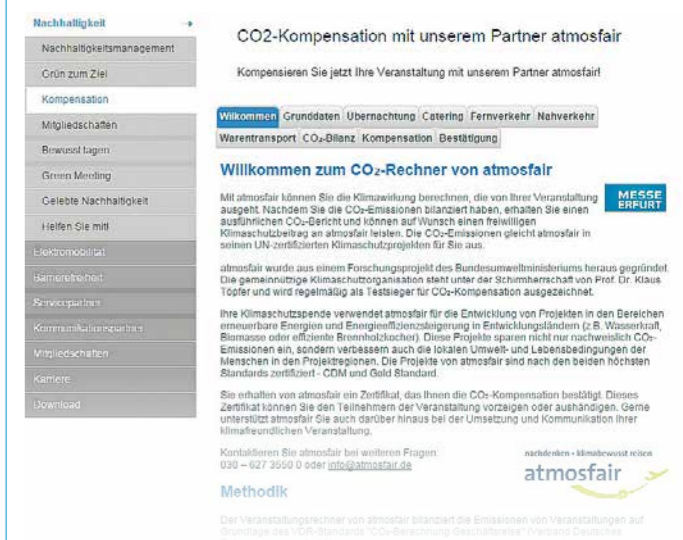 Nachhaltigkeit
Nachhaltigkeitsmanagement
Grün zum Ziel
Kompensation
Mitgliedschaften
Bewusst tagen
Green Meeting
Gelebte Nachhaltigkeit
Helfen Sie mit!
Elektromobilität
Barrierefreiheit
Servicepartner
Kommunikationspartner
Mitgliedschaften
Karriere
Download
CO2-Kompensation mit unserem Partner atmosfair
Kompensieren Sie jetzt Ihre Veranstaltung mit unserem Partner atmosfair!
Wilkommen Grunddaten Übernachtung Catering Fernverkehr Nahverkehr
Warentransport CO₂-Bilanz Kompensation Bestätigung
Willkommen zum CO₂-Rechner von atmosfair
Mit atmosfair können Sie die Klimawirkung berechnen, die von Ihrer Veranstaltung
ausgeht. Nachdem Sie die CO₂-Emissionen bilanziert haben, erhalten Sie einen
ausführlichen CO₂-Bericht und können auf Wunsch einen freiwilligen
Klimaschutzbeitrag an atmosfair leisten. Die CO₂-Emissionen gleicht atmosfair in
seinen UN-zertifizierten Klimaschutzprojekten für Sie aus.
MESSE
ERFURT
atmosfair wurde aus einem Forschungsprojekt des Bundesumweltministeriums heraus gegründet.
Die gemeinnützige Klimaschutzorganisation steht unter der Schirmherrschaft von Prof. Dr. Klaus
Töpfer und wird regelmäßig als Testsieger für CO₂-Kompensation ausgezeichnet.
Ihre Klimaschutzspende verwendet atmosfair für die Entwicklung von Projekten in den Bereichen
erneuerbare Energien und Energieeffizienzsteigerung in Entwicklungsländern (z.B. Wasserkraft,
Biomasse oder effiziente Brennholzkocher). Diese Projekte sparen nicht nur nachweislich CO₂-
Emissionen ein, sondern verbessern auch die lokalen Umwelt- und Lebensbedingungen der
Menschen in den Projektregionen. Die Projekte von atmosfair sind nach den beiden höchsten
Standards zertifiziert - CDM und Gold Standard.
Sie erhalten von atmosfair ein Zertifikat, das Ihnen die CO₂-Kompensation bestätigt. Dieses
Zertifikat können Sie den Teilnehmern der Veranstaltung vorzeigen oder aushändigen. Gerne
unterstützt atmosfair Sie auch darüber hinaus bei der Umsetzung und Kommunikation Ihrer
klimafreundlichen Veranstaltung.
Kontaktieren Sie atmosfair bei weiteren Fragen:
030 – 627 3550 0 oder info@atmosfair.de
nachdenken • klimabewusst reisen
atmosfair
Methodik
Der Veranstaltungsrechner von atmosfair bilanziert die Emissionen von Veranstaltungen auf
Grundlage des VDR-Standards "CO₂-Berechnung Geschäftsreise" (Verband Deutsches